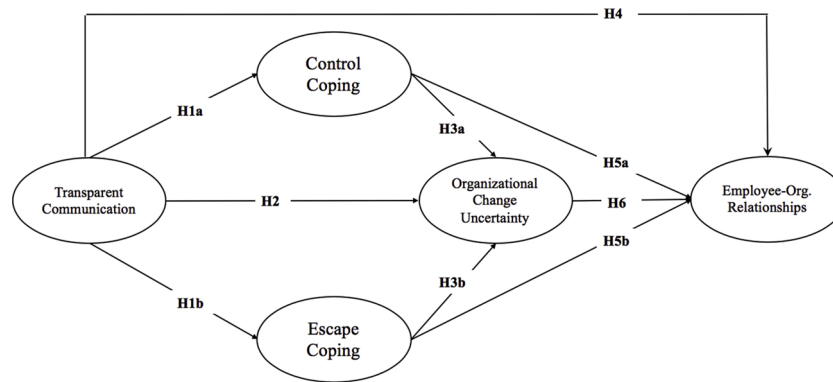 H4
Control
Coping
H1a
H3a
H5a
Transparent
Communication
H2
Organizational
Change
Uncertainty
H6
Employee-Org.
Relationships
H5b
H3b
H1b
Escape
Coping